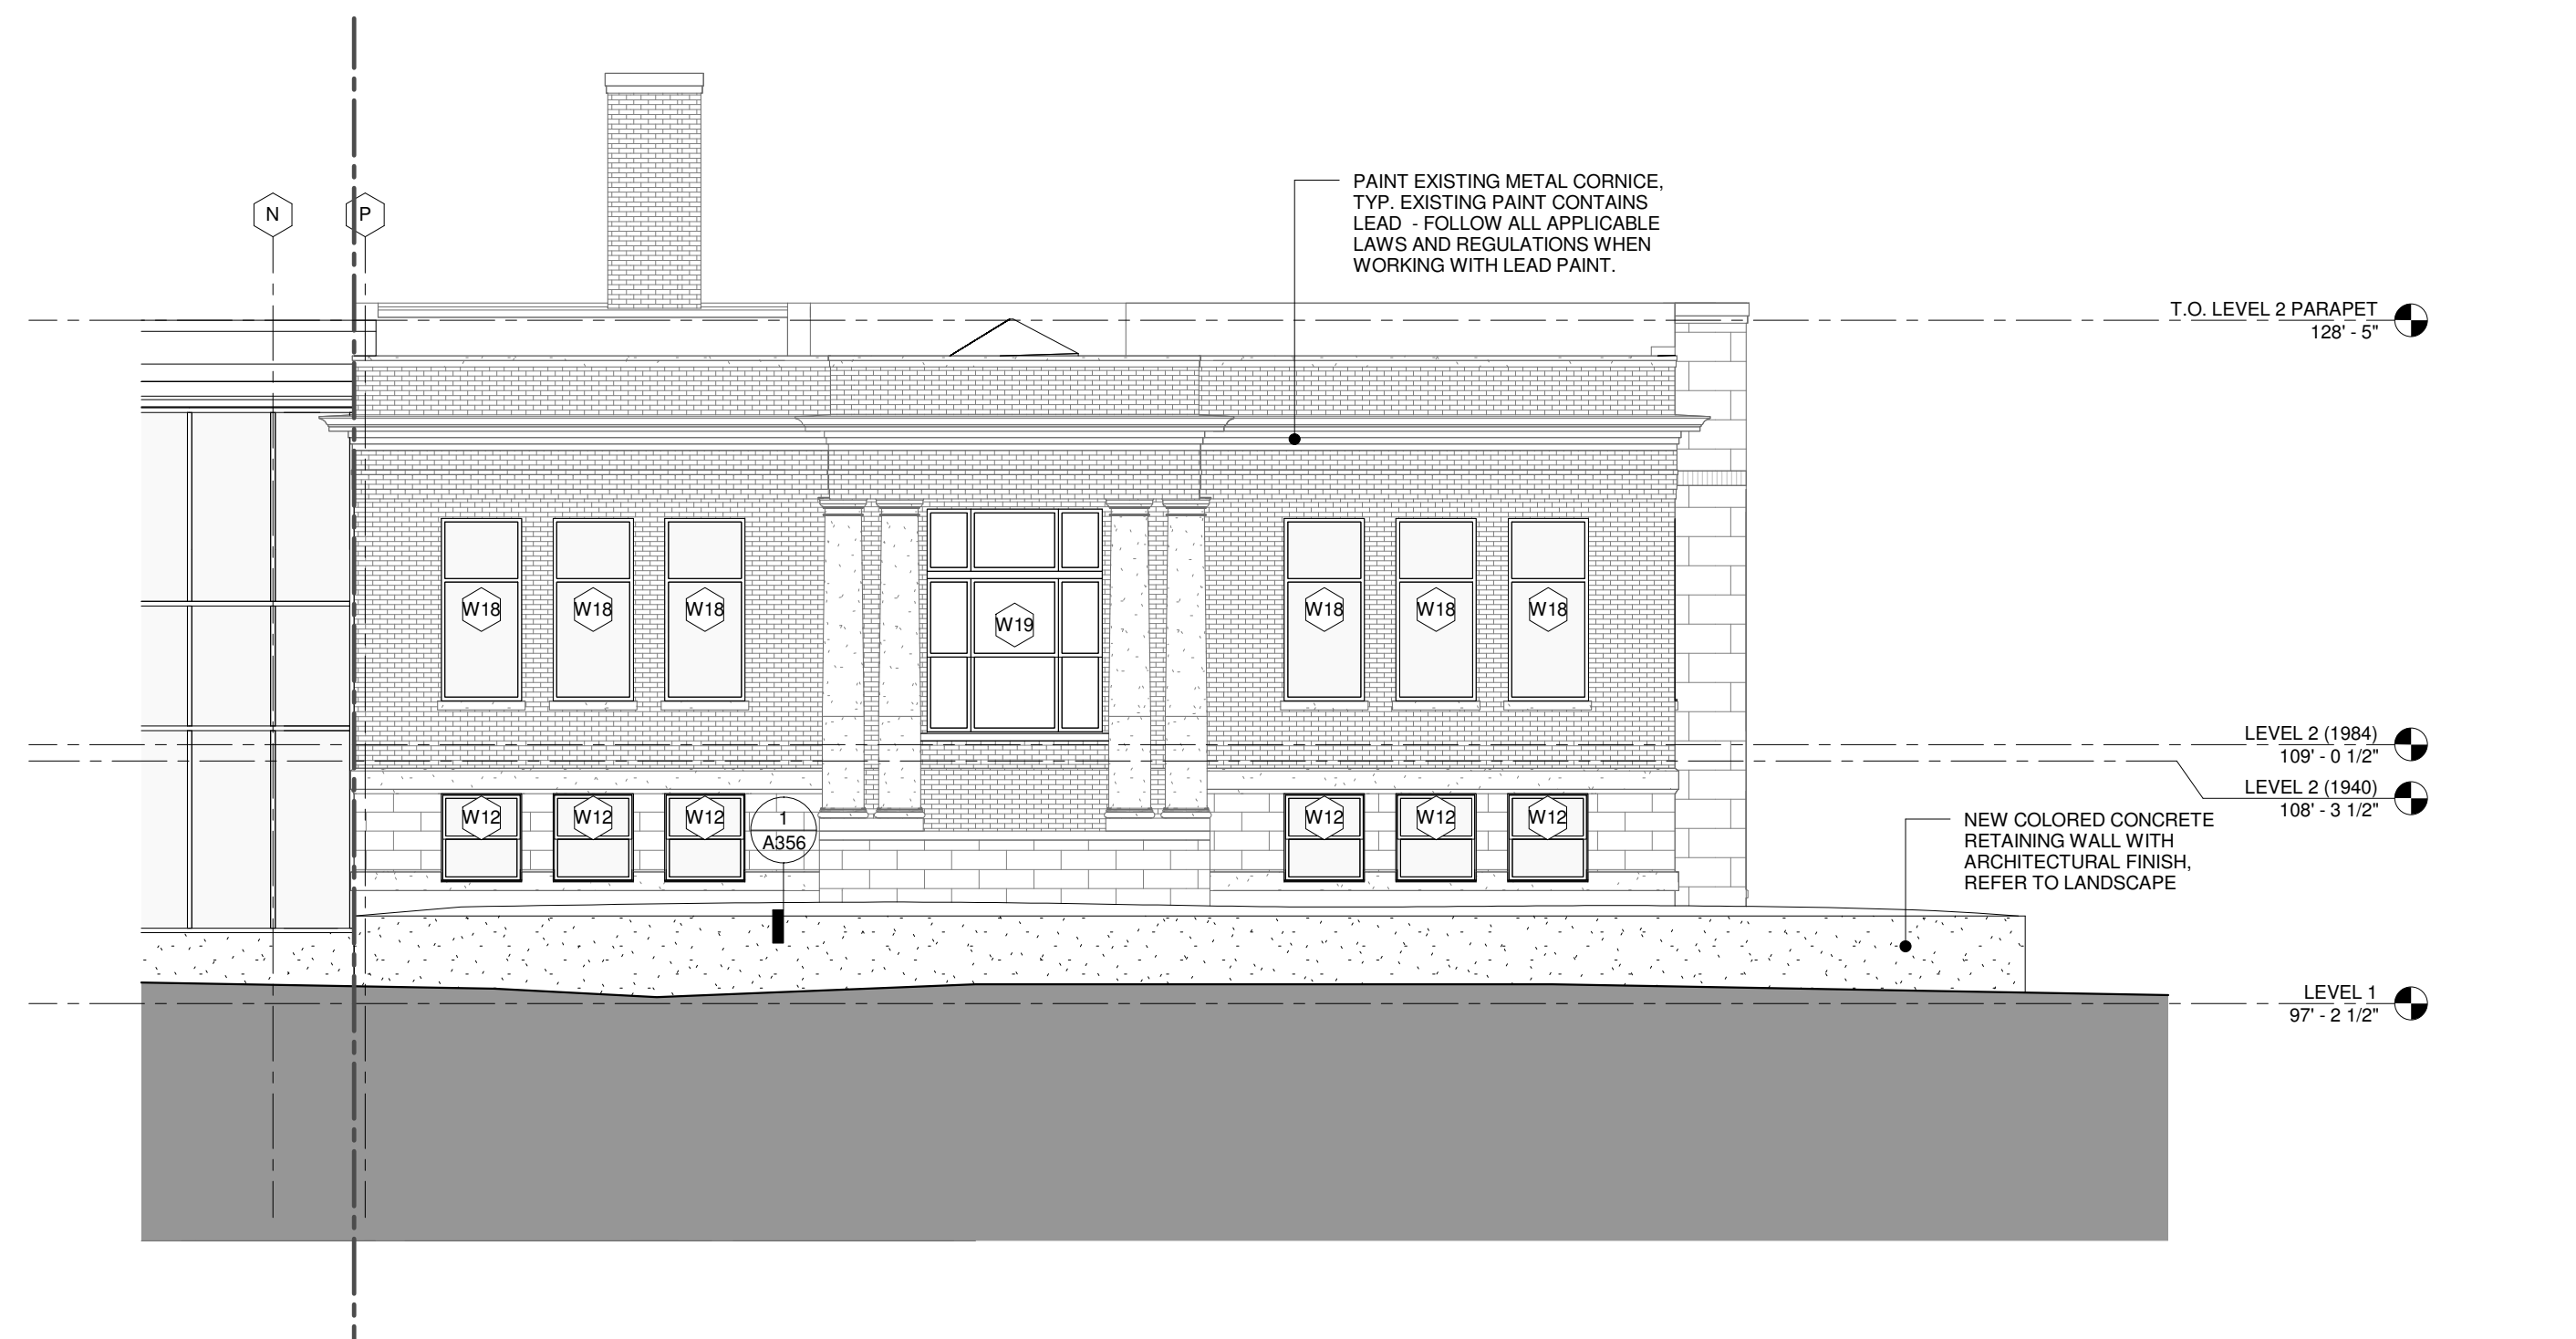 PAINT EXISTING METAL CORNICE,
TYP. EXISTING PAINT CONTAINS
LEAD - FOLLOW ALL APPLICABLE
LAWS AND REGULATIONS WHEN
WORKING WITH LEAD PAINT.
N
P
T.O. LEVEL 2 PARAPET
128' - 5"
W18
W18
W18
W19
W18
W18
W18
LEVEL 2 (1984)
109' - 0 1/2"
LEVEL 2 (1940)
108' - 3 1/2"
W12
W12
W12
1
A356
W12
W12
W12
NEW COLORED CONCRETE
RETAINING WALL WITH
ARCHITECTURAL FINISH,
REFER TO LANDSCAPE
LEVEL 1
97' - 2 1/2"